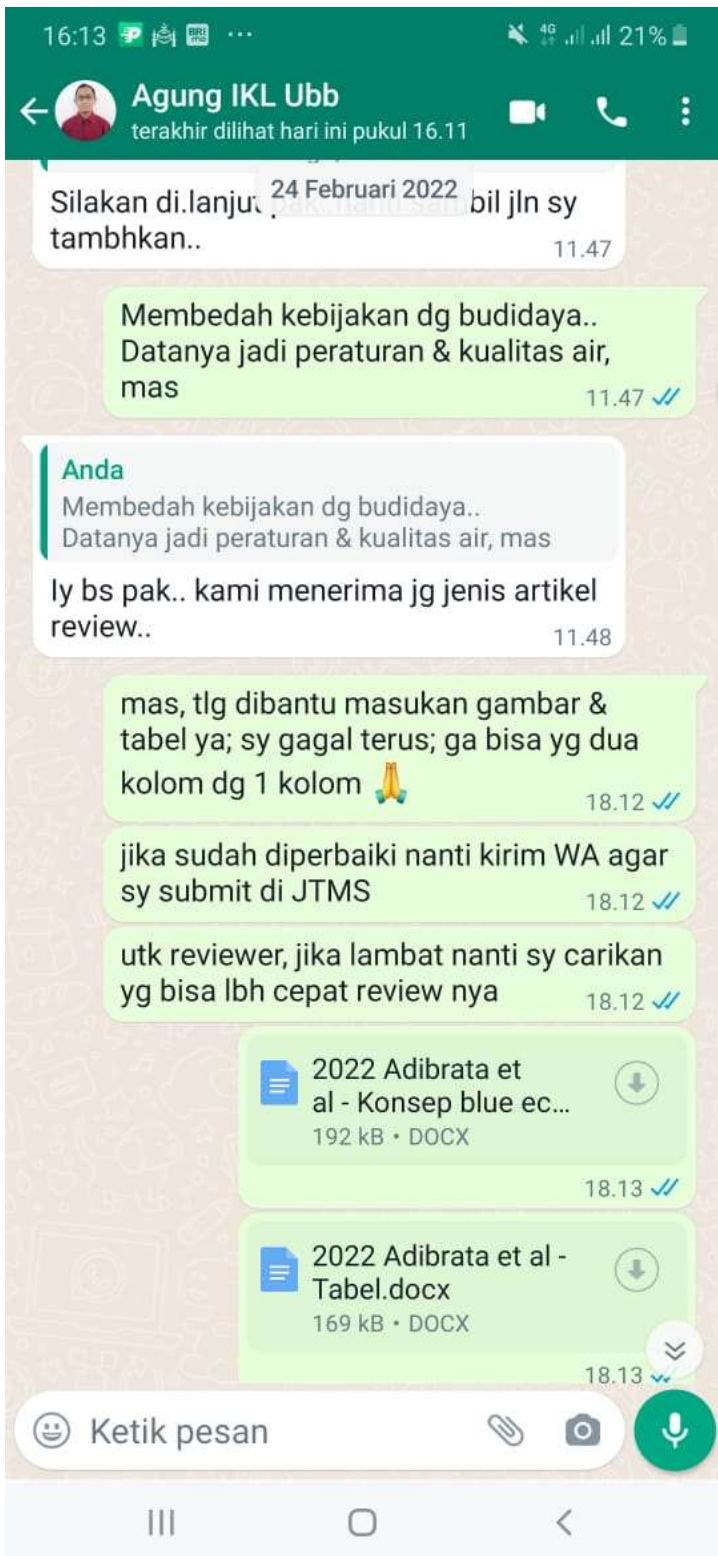 16:13
4G
21%
Agung IKL Ubb
terakhir dilihat hari ini pukul 16.11
24 Februari 2022
Silakan di.lanjut pak..nanti sambil jln sy
tambhkan..
11.47
Membedah kebijakan dg budidaya..
Datanya jadi peraturan & kualitas air,
mas
11.47
Anda
Membedah kebijakan dg budidaya..
Datanya jadi peraturan & kualitas air, mas
Iy bs pak.. kami menerima jg jenis artikel
review..
11.48
mas, tlg dibantu masukan gambar &
tabel ya; sy gagal terus; ga bisa yg dua
kolom dg 1 kolom
18.12
jika sudah diperbaiki nanti kirim WA agar
sy submit di JTMS
18.12
utk reviewer, jika lambat nanti sy carikan
yg bisa lbh cepat review nya
18.12
2022 Adibrata et
al - Konsep blue ec...
192 kB • DOCX
18.13
2022 Adibrata et al -
Tabel.docx
169 kB • DOCX
18.13
Ketik pesan